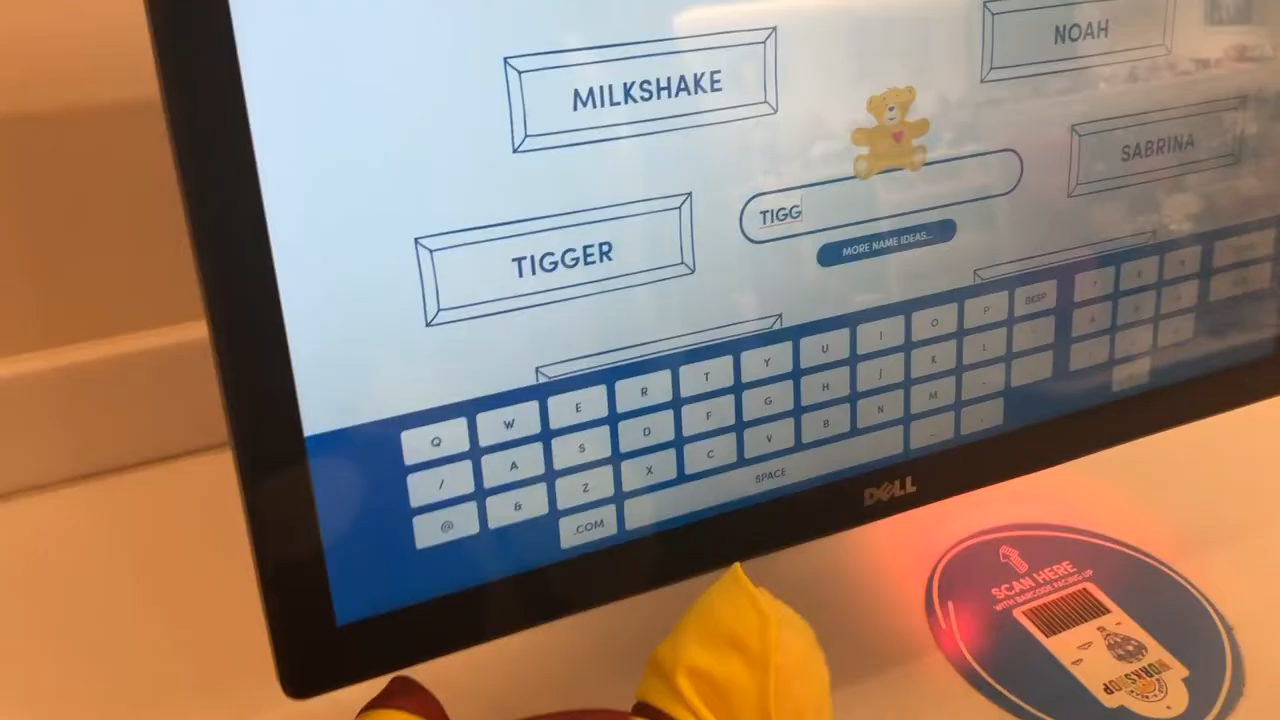 NOAH
MILKSHAKE
SABRINA
TIGG
MORE NAME IDEAS...
TIGGER
Q W E R T Y U I O P BKSP
/ A S D F G H J K L
@ & Z X C V B N M
.COM SPACE
DELL
SCAN HERE
WITH BARCODE FACING UP
WORKSHOP